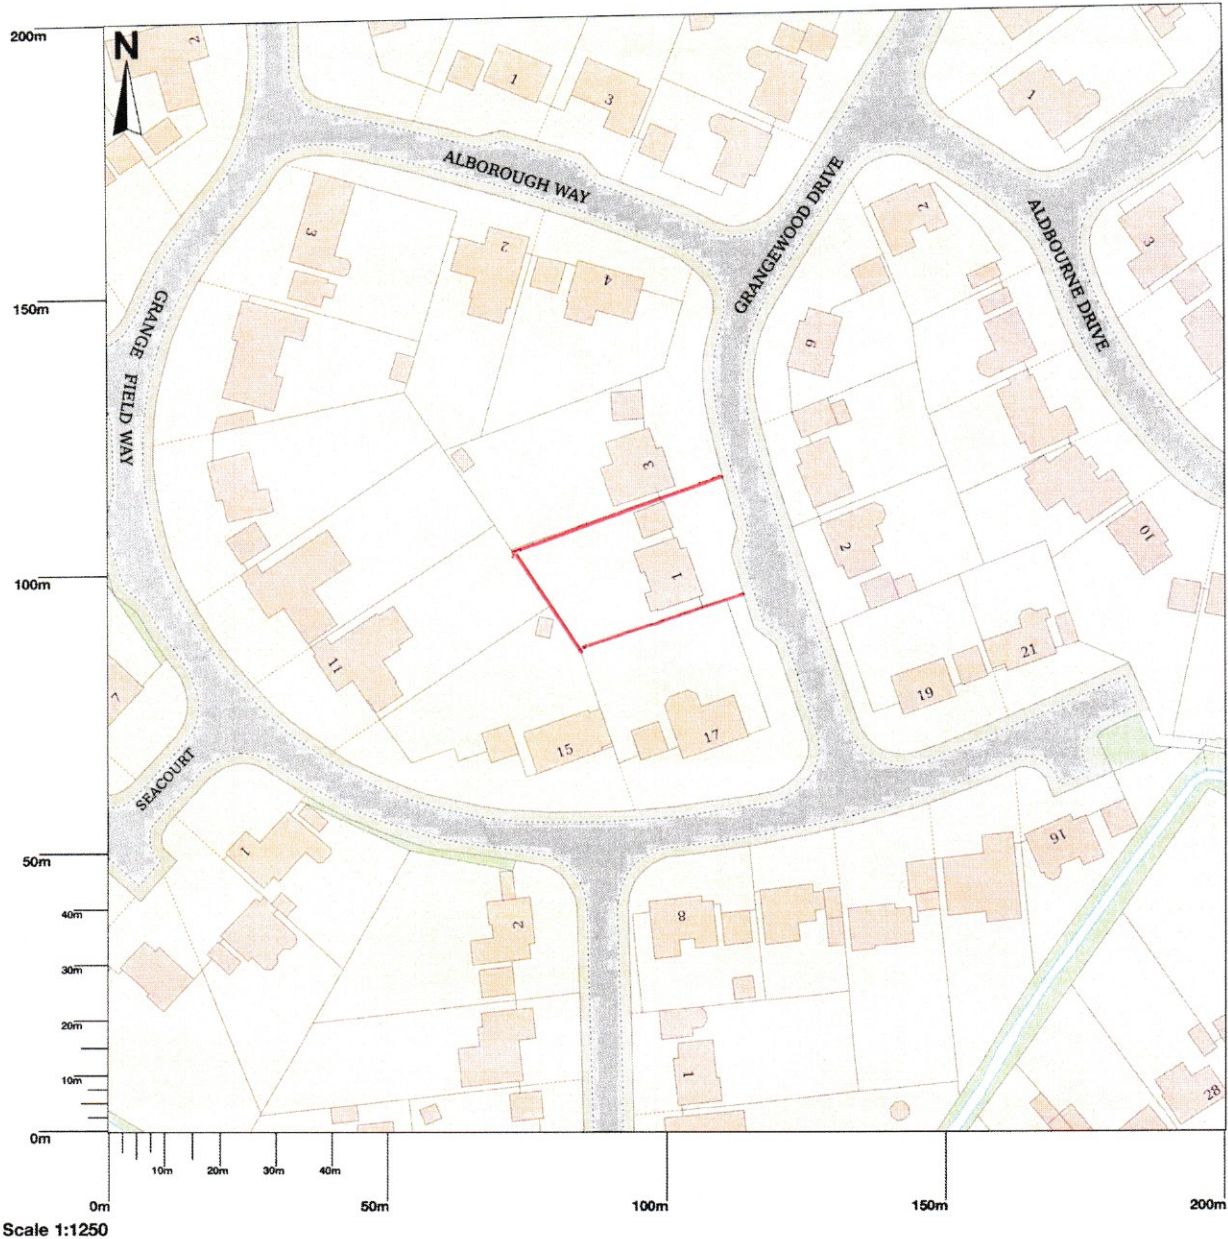 200m
N
2
1
3
1
ALBOROUGH WAY
GRANGEWOOD DRIVE
ALDBOURNE DRIVE
2
3
3
2
4
150m
GRANGE FIELD WAY
6
3
2
10
100m
1
11
21
19
7
17
15
SEACOURT
1
50m
16
40m
8
2
30m
20m
1
10m
28
0m
10m
20m
30m
40m
0m
50m
100m
150m
200m
Scale 1:1250